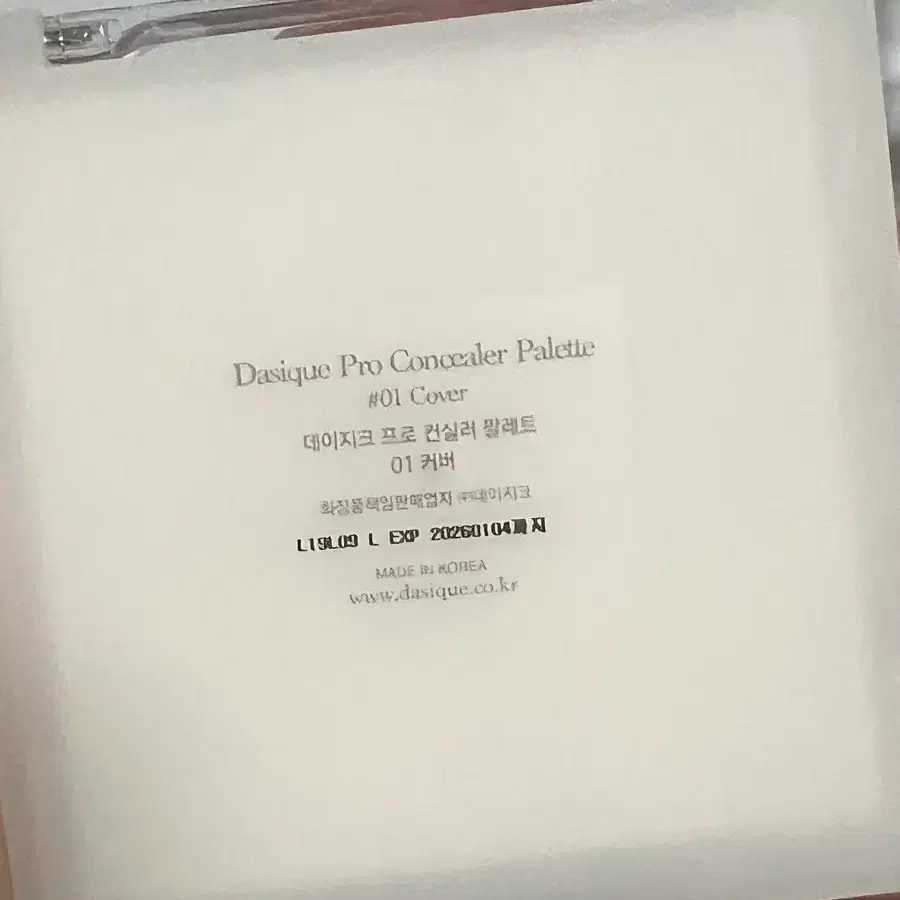 Dasique Pro Concealer Palette
#01 Cover
데이지크 프로 컨실러 팔레트
01 커버
화장품책임판매업자 ㈜데이지크
L19L09 L EXP 20260104까지
MADE IN KOREA
www.dasique.co.kr